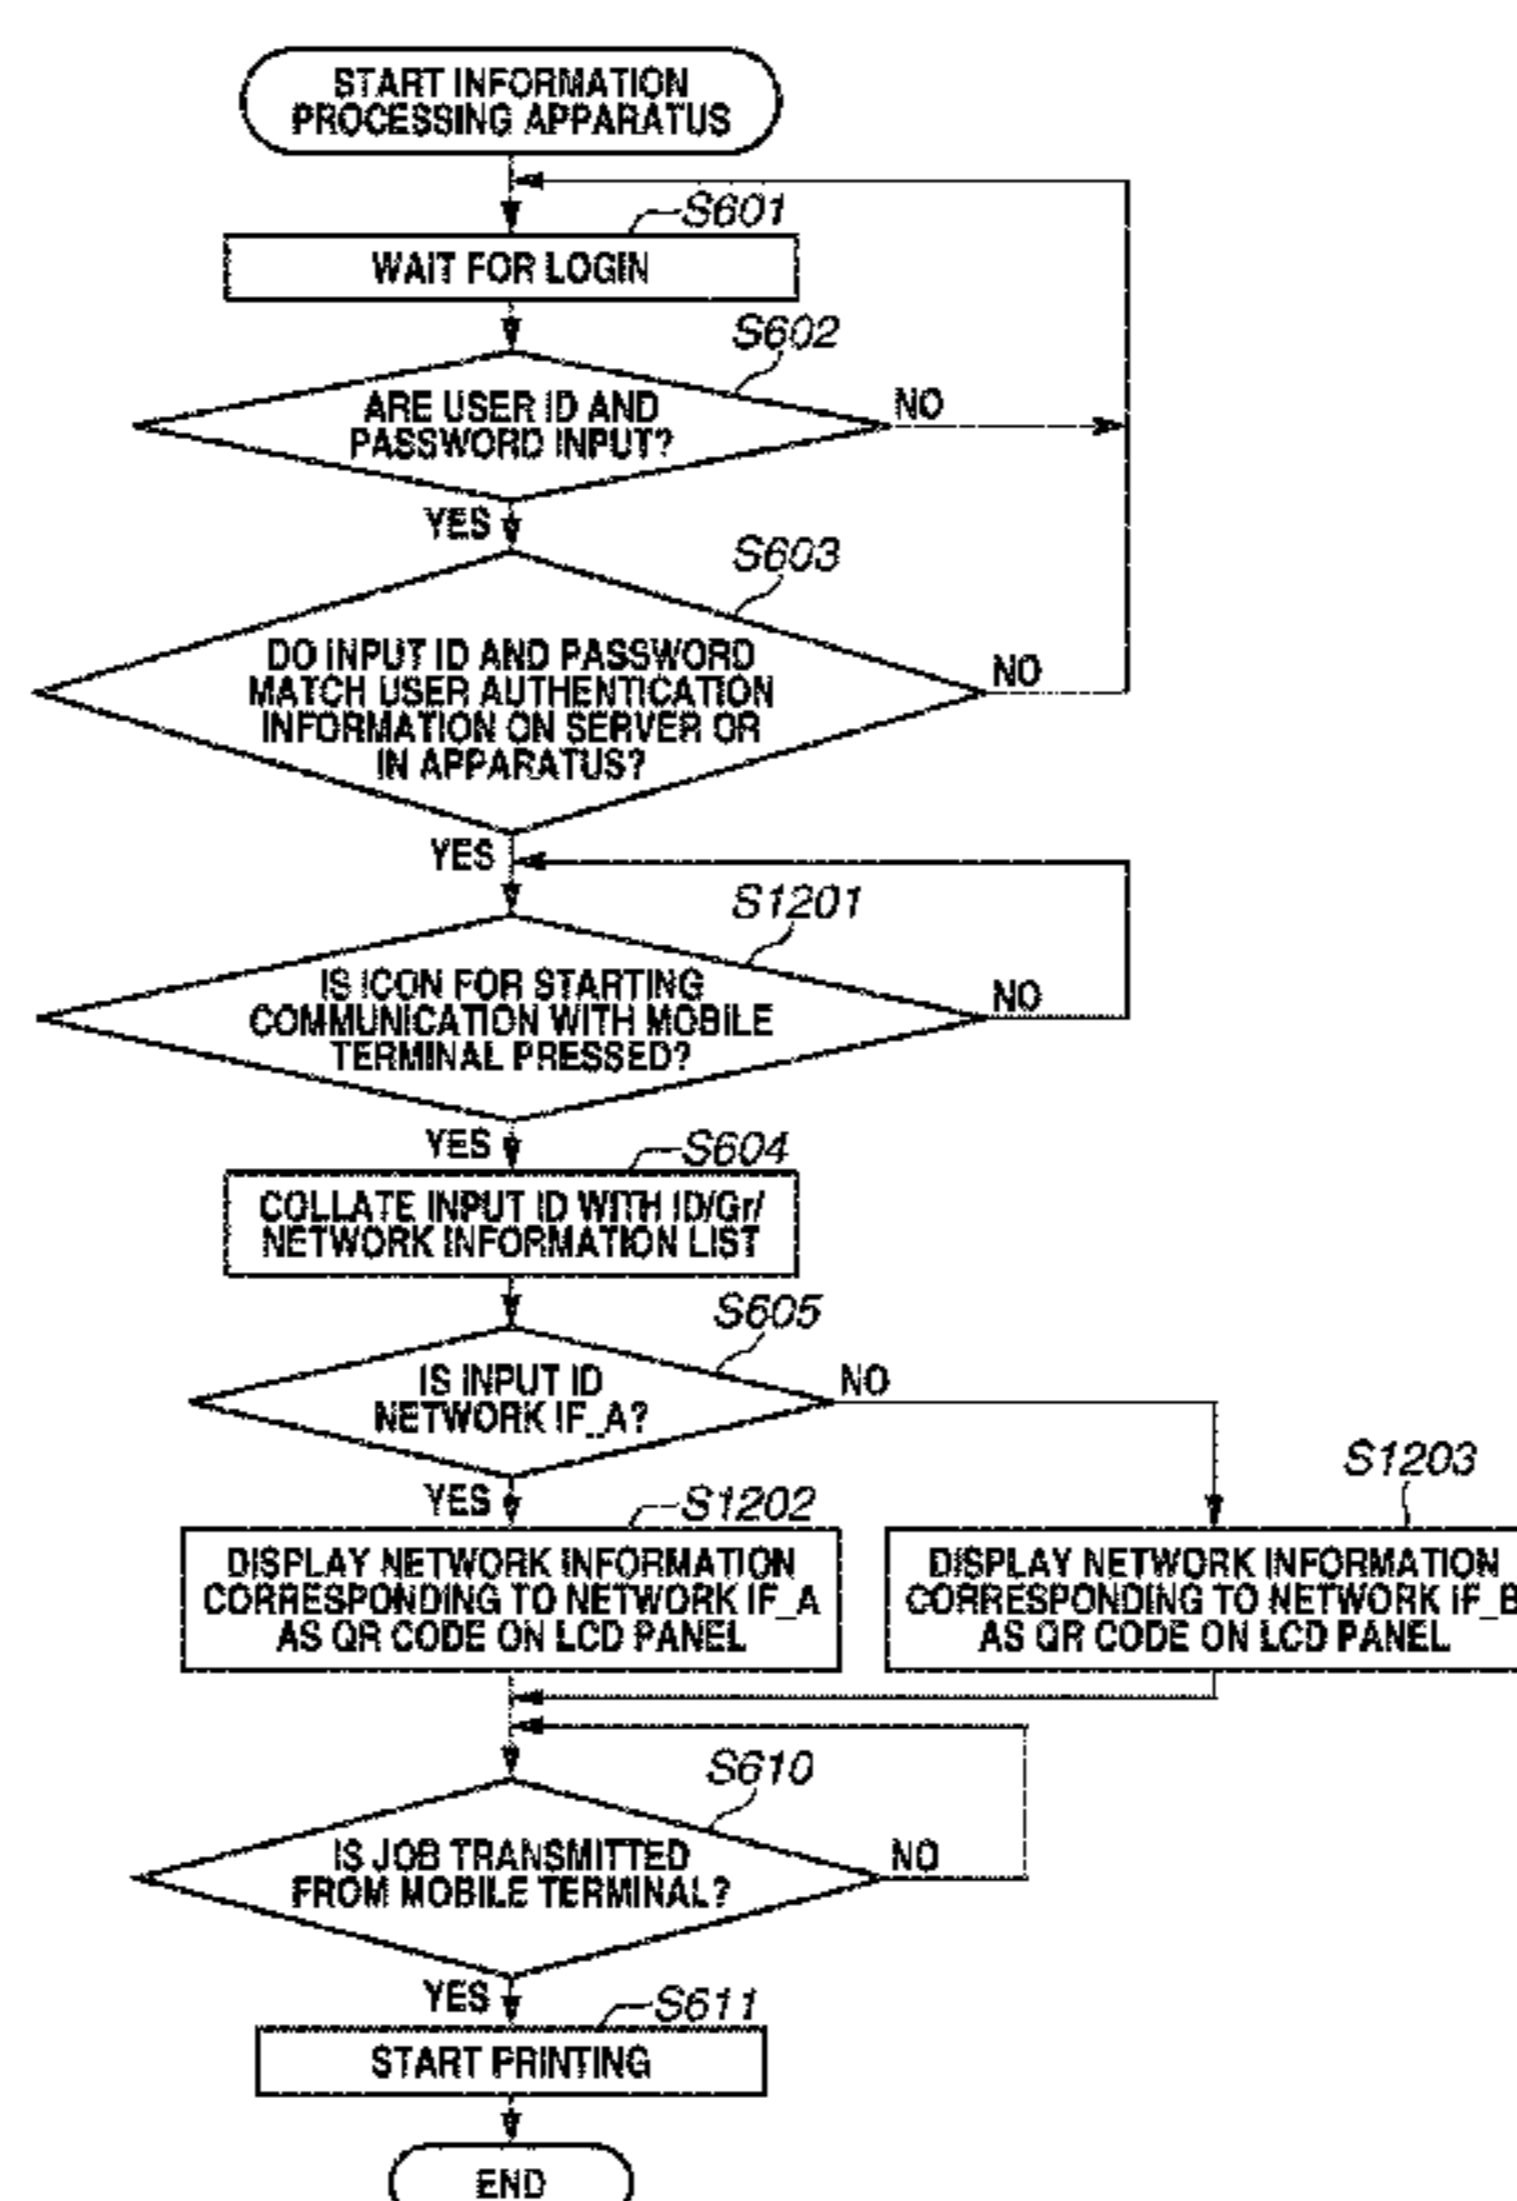 START INFORMATION
PROCESSING APPARATUS
S601
WAIT FOR LOGIN
S602
ARE USER ID AND
PASSWORD INPUT?
NO
YES
S603
DO INPUT ID AND PASSWORD
MATCH USER AUTHENTICATION
INFORMATION ON SERVER OR
IN APPARATUS?
NO
YES
S1201
IS ICON FOR STARTING
COMMUNICATION WITH MOBILE
TERMINAL PRESSED?
NO
YES
S604
COLLATE INPUT ID WITH ID/Gr/
NETWORK INFORMATION LIST
S605
IS INPUT ID
NETWORK IF_A?
NO
YES
S1202
DISPLAY NETWORK INFORMATION
CORRESPONDING TO NETWORK IF_A
AS QR CODE ON LCD PANEL
S1203
DISPLAY NETWORK INFORMATION
CORRESPONDING TO NETWORK IF_B
AS QR CODE ON LCD PANEL
S610
IS JOB TRANSMITTED
FROM MOBILE TERMINAL?
NO
YES
S611
START PRINTING
END